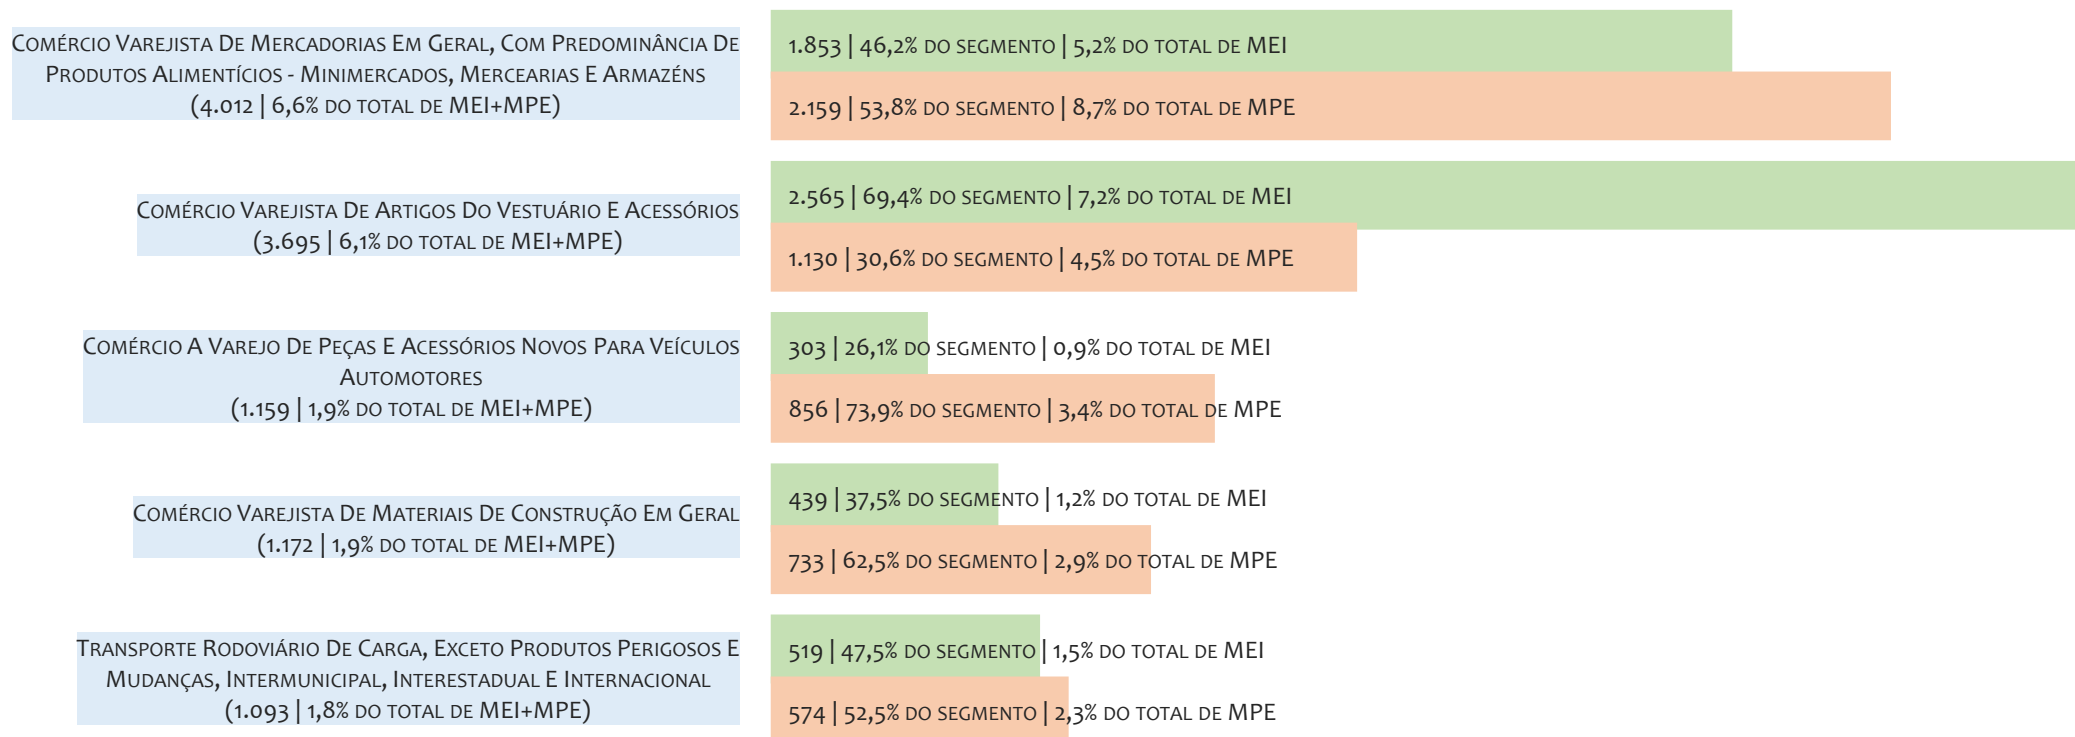 Comércio Varejista De Mercadorias Em Geral, Com Predominância De
Produtos Alimentícios - Minimercados, Mercearias E Armazéns
(4.012 | 6,6% do total de MEI+MPE)
1.853 | 46,2% do segmento | 5,2% do total de MEI
2.159 | 53,8% do segmento | 8,7% do total de MPE
Comércio Varejista De Artigos Do Vestuário E Acessórios
(3.695 | 6,1% do total de MEI+MPE)
2.565 | 69,4% do segmento | 7,2% do total de MEI
1.130 | 30,6% do segmento | 4,5% do total de MPE
Comércio A Varejo De Peças E Acessórios Novos Para Veículos
Automotores
(1.159 | 1,9% do total de MEI+MPE)
303 | 26,1% do segmento | 0,9% do total de MEI
856 | 73,9% do segmento | 3,4% do total de MPE
Comércio Varejista De Materiais De Construção Em Geral
(1.172 | 1,9% do total de MEI+MPE)
439 | 37,5% do segmento | 1,2% do total de MEI
733 | 62,5% do segmento | 2,9% do total de MPE
Transporte Rodoviário De Carga, Exceto Produtos Perigosos E
Mudanças, Intermunicipal, Interestadual E Internacional
(1.093 | 1,8% do total de MEI+MPE)
519 | 47,5% do segmento | 1,5% do total de MEI
574 | 52,5% do segmento | 2,3% do total de MPE